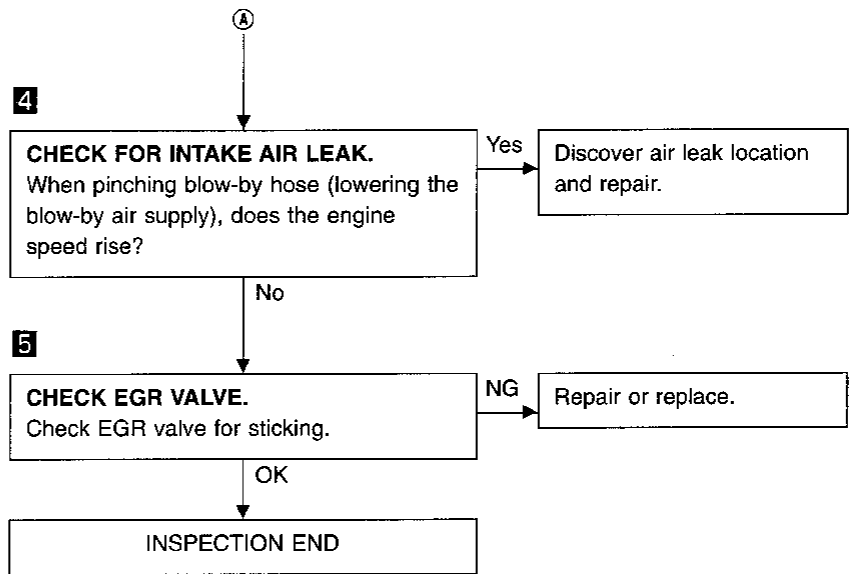 Ⓐ
4
CHECK FOR INTAKE AIR LEAK.
When pinching blow-by hose (lowering the
blow-by air supply), does the engine
speed rise?
Yes
Discover air leak location
and repair.
No
5
CHECK EGR VALVE.
Check EGR valve for sticking.
NG
Repair or replace.
OK
INSPECTION END